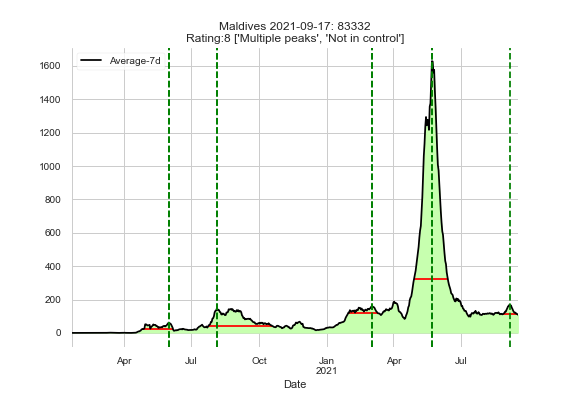 Maldives 2021-09-17: 83332
Rating:8 ['Multiple peaks', 'Not in control']
Average-7d
1600
1400
1200
1000
800
600
400
200
0
Apr
Jul
Oct
Jan
2021
Apr
Jul
Date